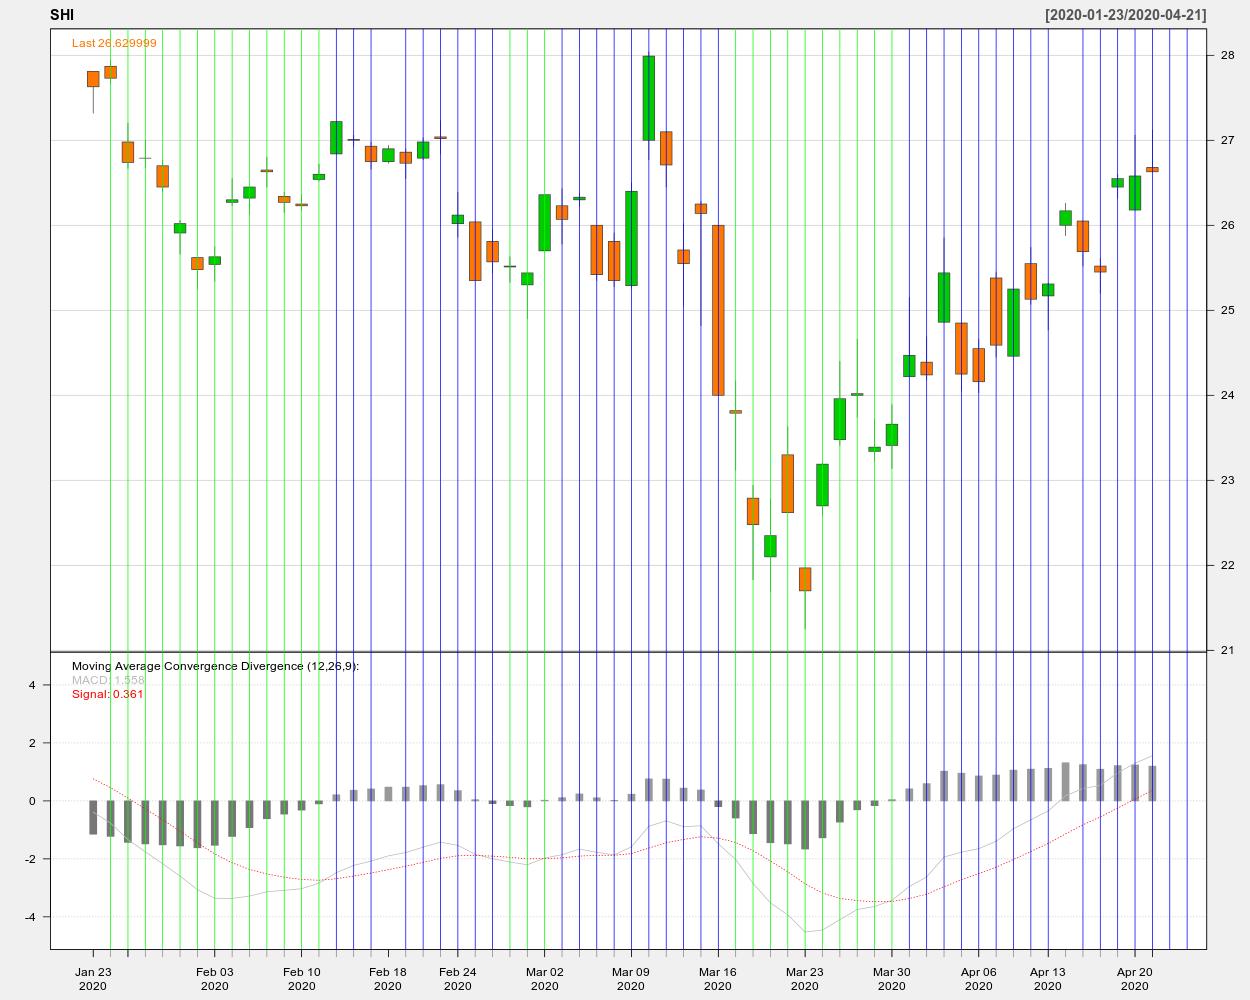 SHI
[2020-01-23/2020-04-21]
Last 26.629999
28
27
26
25
24
23
22
21
Moving Average Convergence Divergence (12,26,9):
MACD: 1.558
Signal: 0.361
4
2
0
-2
-4
Jan 23 Feb 03 Feb 10 Feb 18 Feb 24 Mar 02 Mar 09 Mar 16 Mar 23 Mar 30 Apr 06 Apr 13 Apr 20
2020 2020 2020 2020 2020 2020 2020 2020 2020 2020 2020 2020 2020